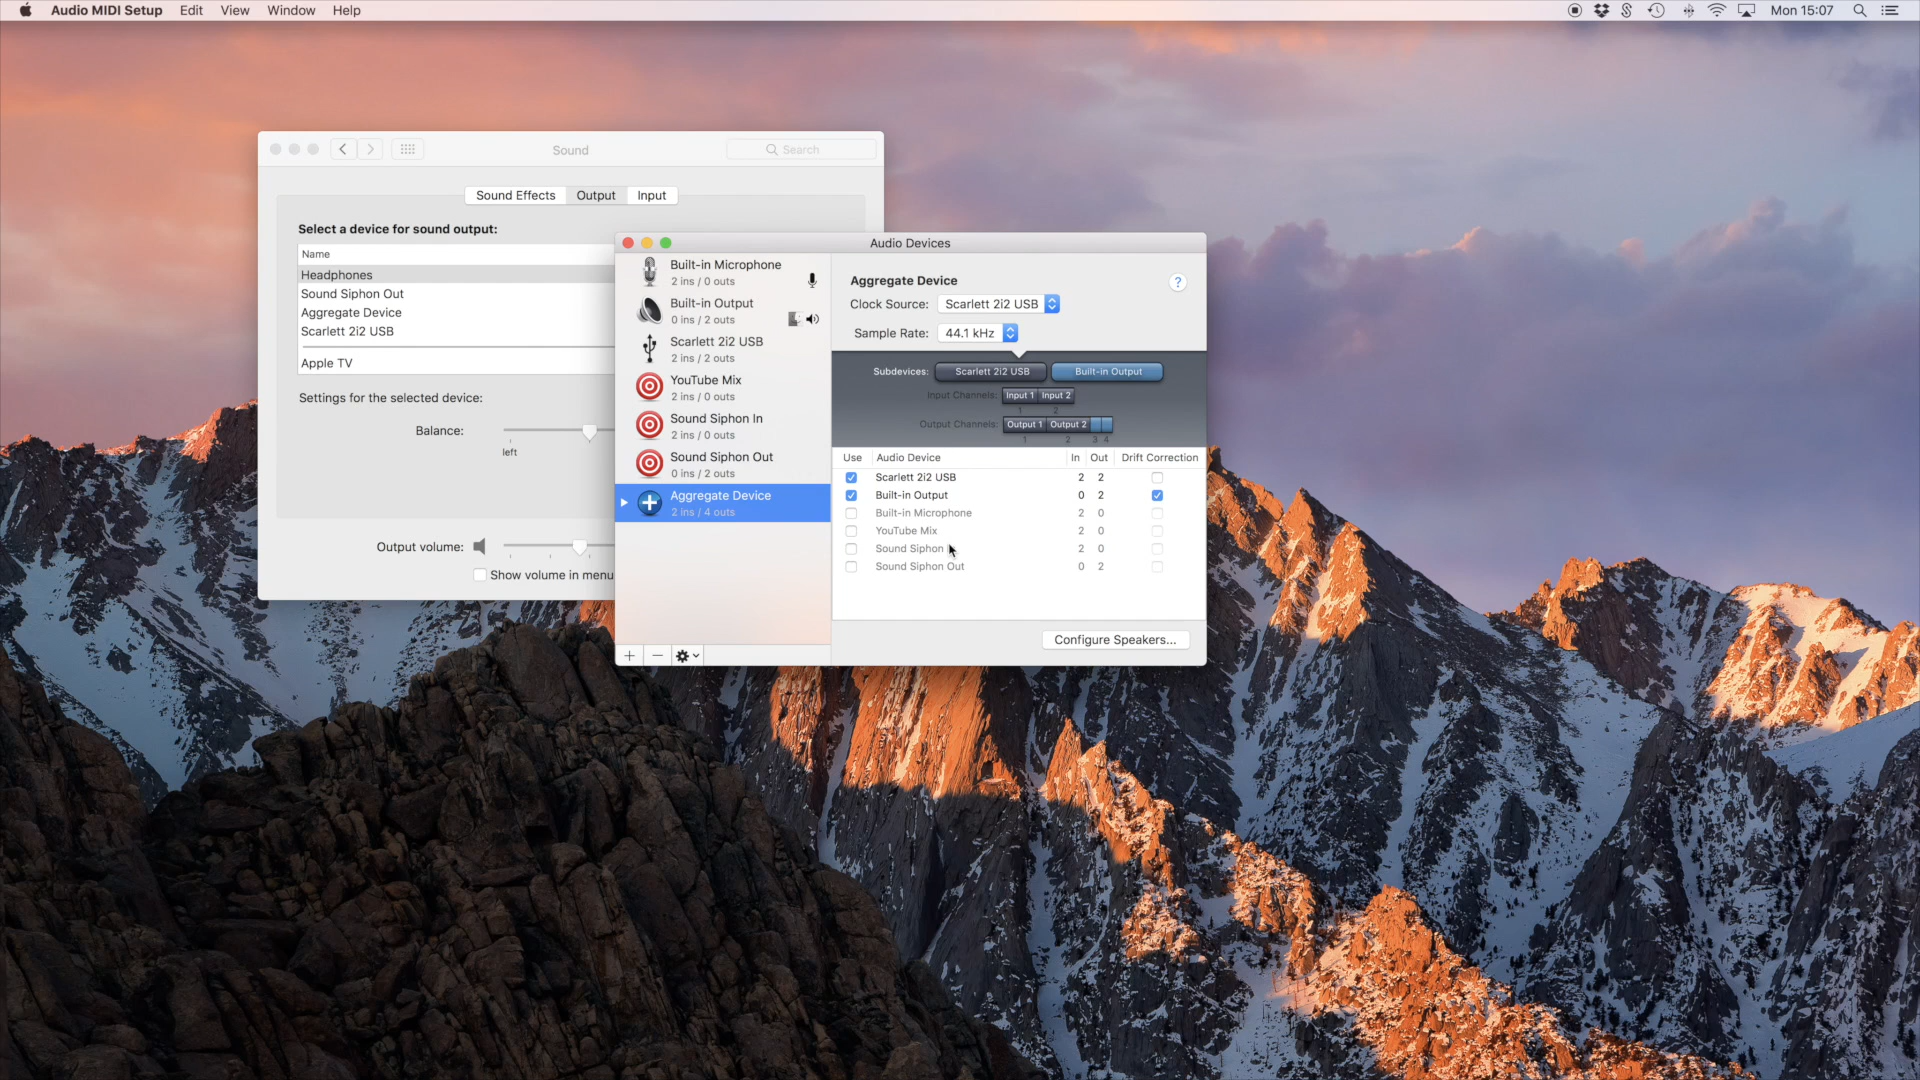 Audio MIDI Setup Edit View Window Help Mon 15:07
Sound
Search
Sound Effects Output Input
Select a device for sound output:
Name
Headphones
Sound Siphon Out
Aggregate Device
Scarlett 2i2 USB
Apple TV
Settings for the selected device:
Balance:
left
Output volume:
Show volume in menu
Audio Devices
Built-in Microphone
2 ins / 0 outs
Built-in Output
0 ins / 2 outs
Scarlett 2i2 USB
2 ins / 2 outs
YouTube Mix
2 ins / 0 outs
Sound Siphon In
2 ins / 0 outs
Sound Siphon Out
0 ins / 2 outs
Aggregate Device
2 ins / 4 outs
Aggregate Device
?
Clock Source: Scarlett 2i2 USB
Sample Rate: 44.1 kHz
Subdevices: Scarlett 2i2 USB Built-in Output
Input Channels: Input 1 Input 2
1 2
Output Channels: Output 1 Output 2
1 2 3 4
Use Audio Device In Out Drift Correction
Scarlett 2i2 USB 2 2
Built-in Output 0 2
Built-in Microphone 2 0
YouTube Mix 2 0
Sound Siphon 2 0
Sound Siphon Out 0 2
Configure Speakers...